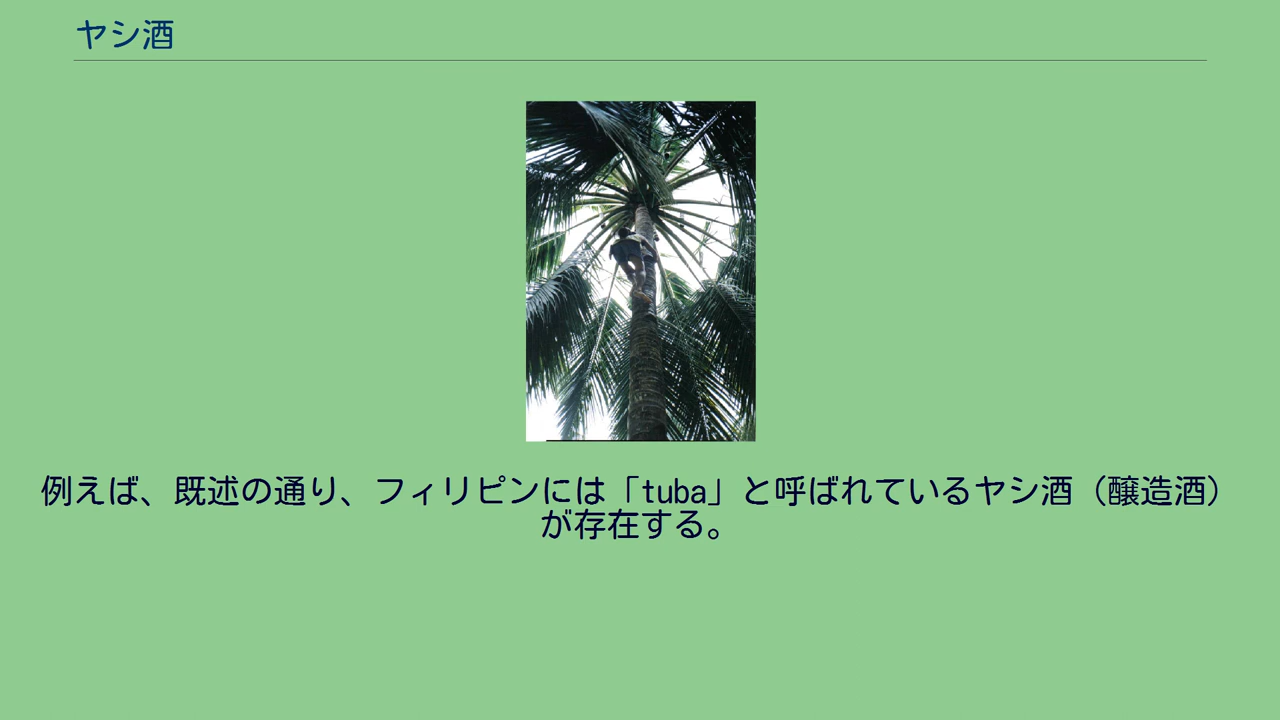 ヤシ酒
例えば、既述の通り、フィリピンには「tuba」と呼ばれているヤシ酒（醸造酒）
が存在する。